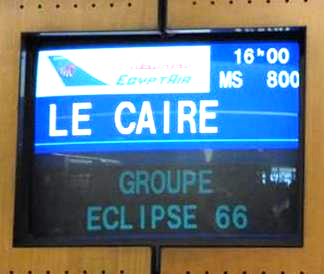 EGYPTAIR
16h00
MS 800
LE CAIRE
GROUPE
ECLIPSE 66